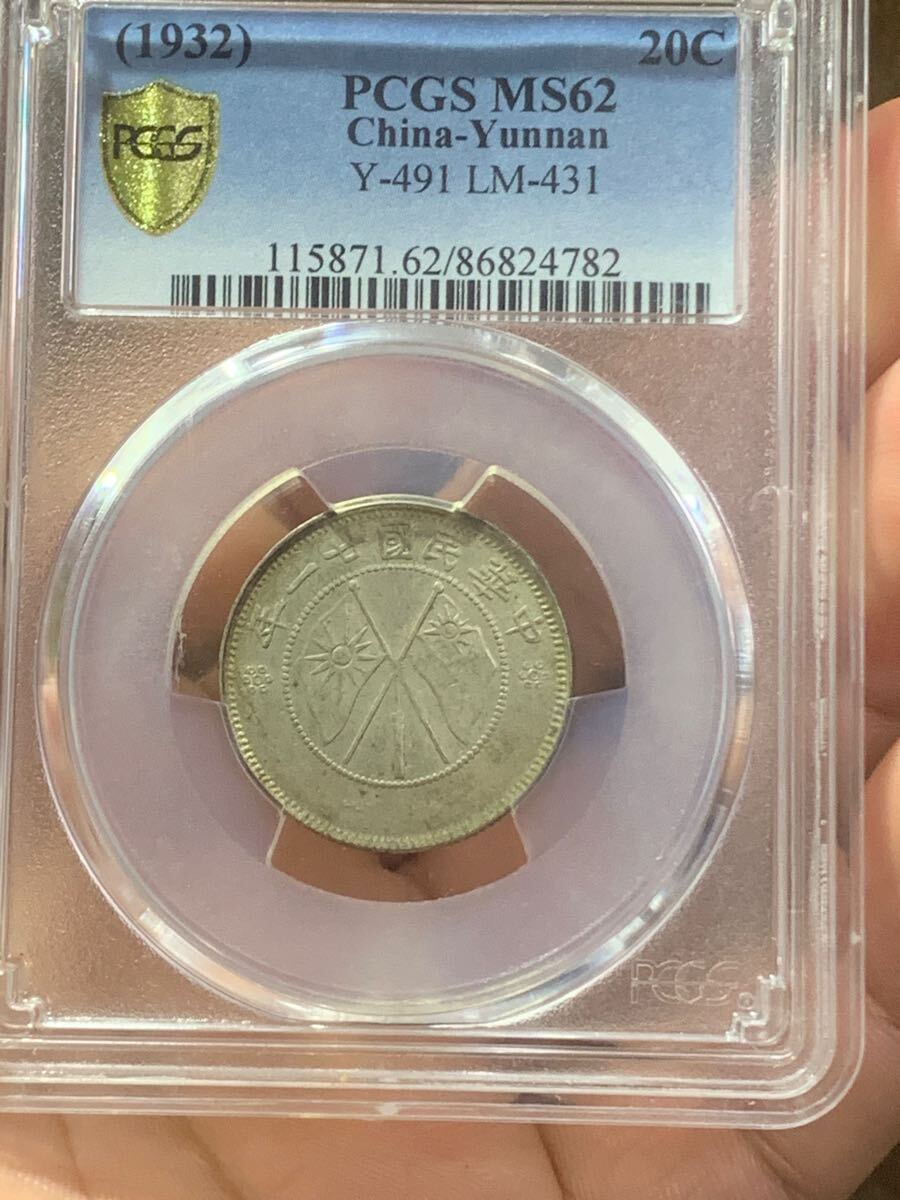 (1932) 20C
PCGS MS62
China-Yunnan
Y-491 LM-431
115871.62/86824782
PCGS
中華民國廿一年
PCGS